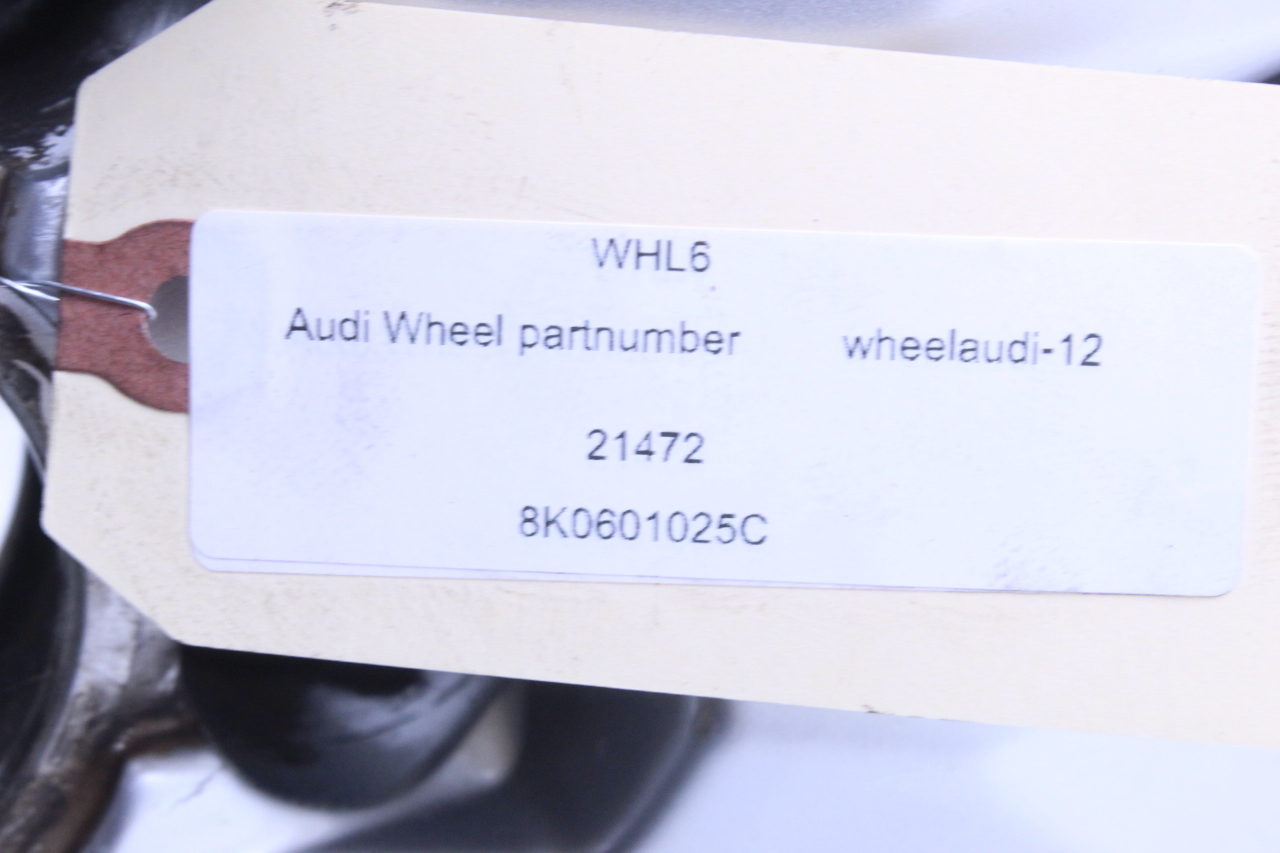 WHL6
Audi Wheel partnumber wheelaudi-12
21472
8K0601025C